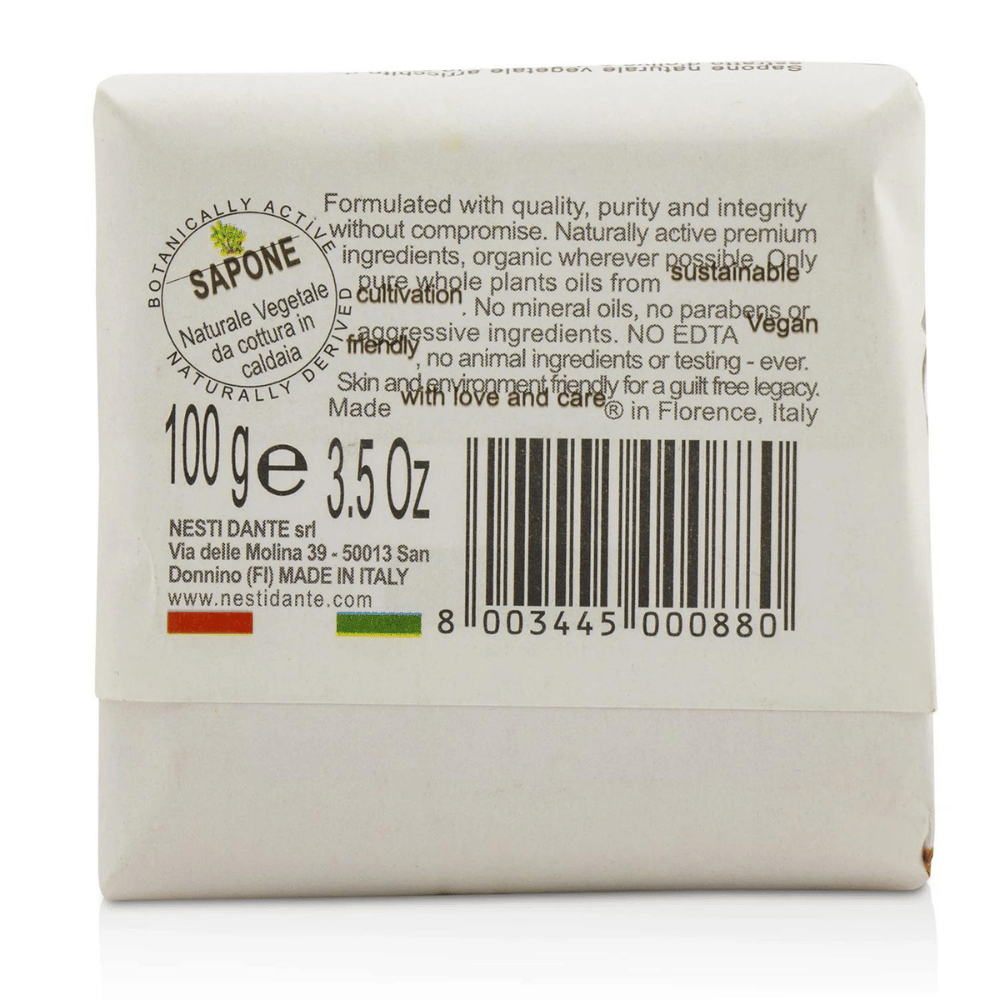 Sapone naturale vegetale arricchito
BOTANICALLY ACTIVE
SAPONE
Naturale Vegetale
da cottura in
caldaia
NATURALLY DERIVED
Formulated with quality, purity and integrity
without compromise. Naturally active premium
ingredients, organic wherever possible. Only
pure whole plants oils from sustainable
cultivation. No mineral oils, no parabens or
aggressive ingredients. NO EDTA Vegan
friendly, no animal ingredients or testing - ever.
Skin and environment friendly for a guilt free legacy.
Made with love and care® in Florence, Italy
100 g e 3.5 Oz
NESTI DANTE srl
Via delle Molina 39 - 50013 San
Donnino (FI) MADE IN ITALY
www.nestidante.com
8 003445 000880